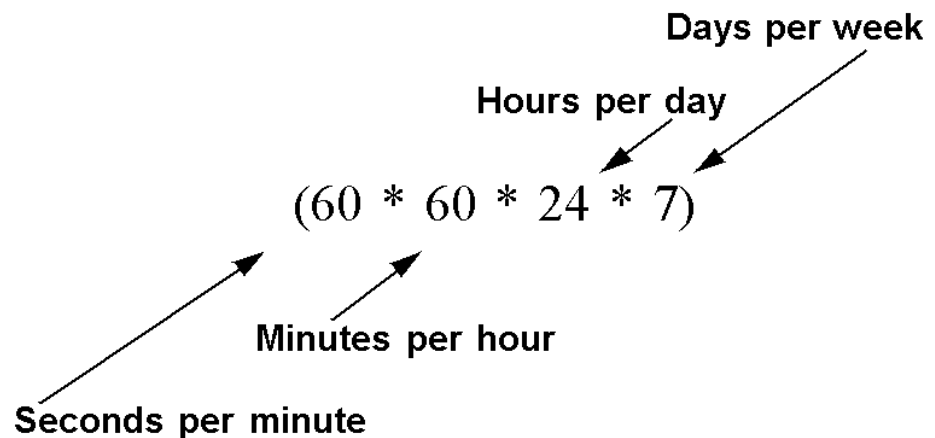 Days per week
Hours per day
(60 * 60 * 24 * 7)
Minutes per hour
Seconds per minute